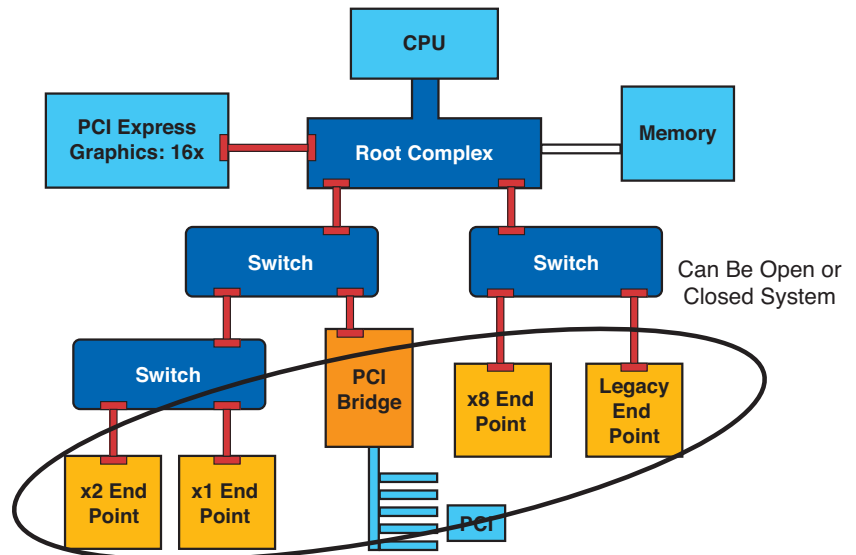 CPU
PCI Express
Graphics: 16x
Root Complex
Memory
Switch
Switch
Can Be Open or
Closed System
Switch
PCI
Bridge
x8 End
Point
Legacy
End
Point
x2 End
Point
x1 End
Point
PCI